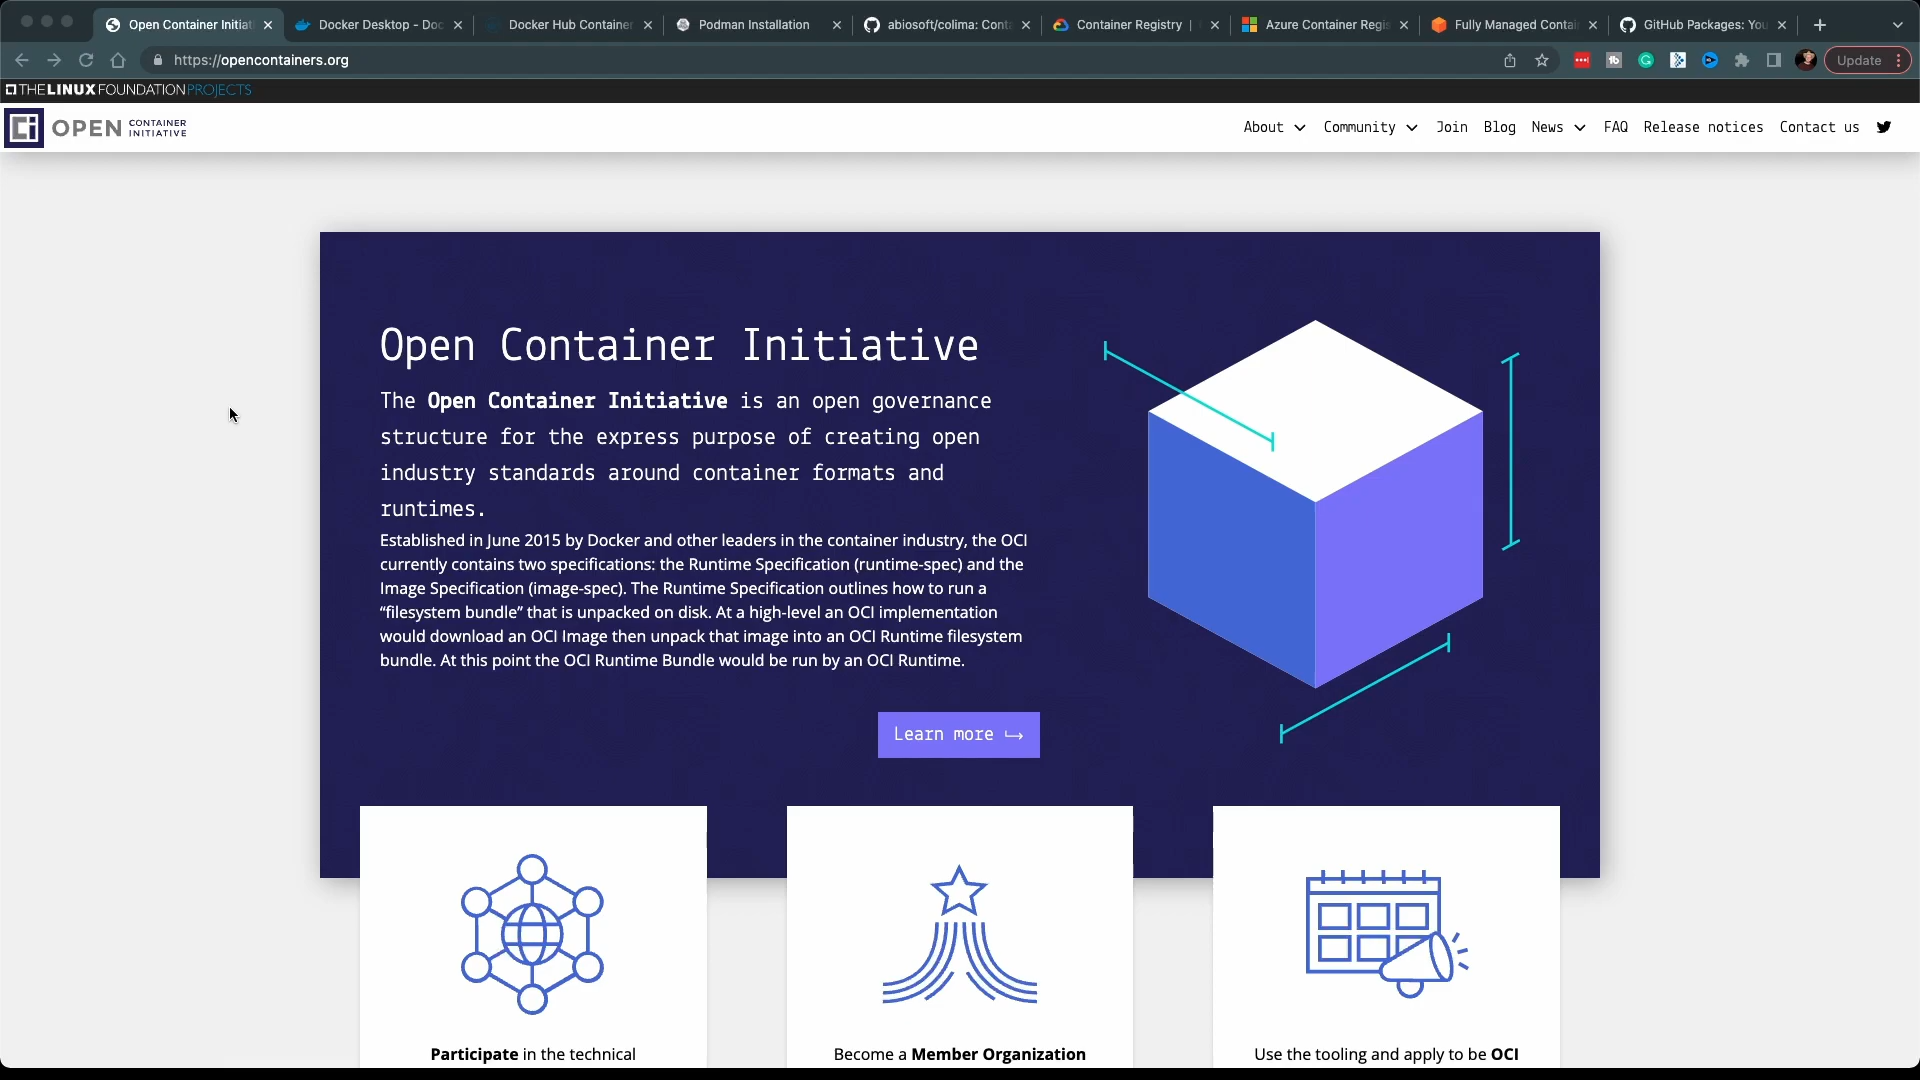 Open Container Initiat
Docker Desktop - Doc
Docker Hub Container
Podman Installation
abiosoft/colima: Conta
Container Registry |
Azure Container Regis
Fully Managed Contain
GitHub Packages: You
https://opencontainers.org
Update
THE LINUX FOUNDATION PROJECTS
OPEN CONTAINER INITIATIVE
About
Community
Join
Blog
News
FAQ
Release notices
Contact us
Open Container Initiative
The Open Container Initiative is an open governance
structure for the express purpose of creating open
industry standards around container formats and
runtimes.
Established in June 2015 by Docker and other leaders in the container industry, the OCI
currently contains two specifications: the Runtime Specification (runtime-spec) and the
Image Specification (image-spec). The Runtime Specification outlines how to run a
“filesystem bundle” that is unpacked on disk. At a high-level an OCI implementation
would download an OCI Image then unpack that image into an OCI Runtime filesystem
bundle. At this point the OCI Runtime Bundle would be run by an OCI Runtime.
Learn more
Participate in the technical
Become a Member Organization
Use the tooling and apply to be OCI